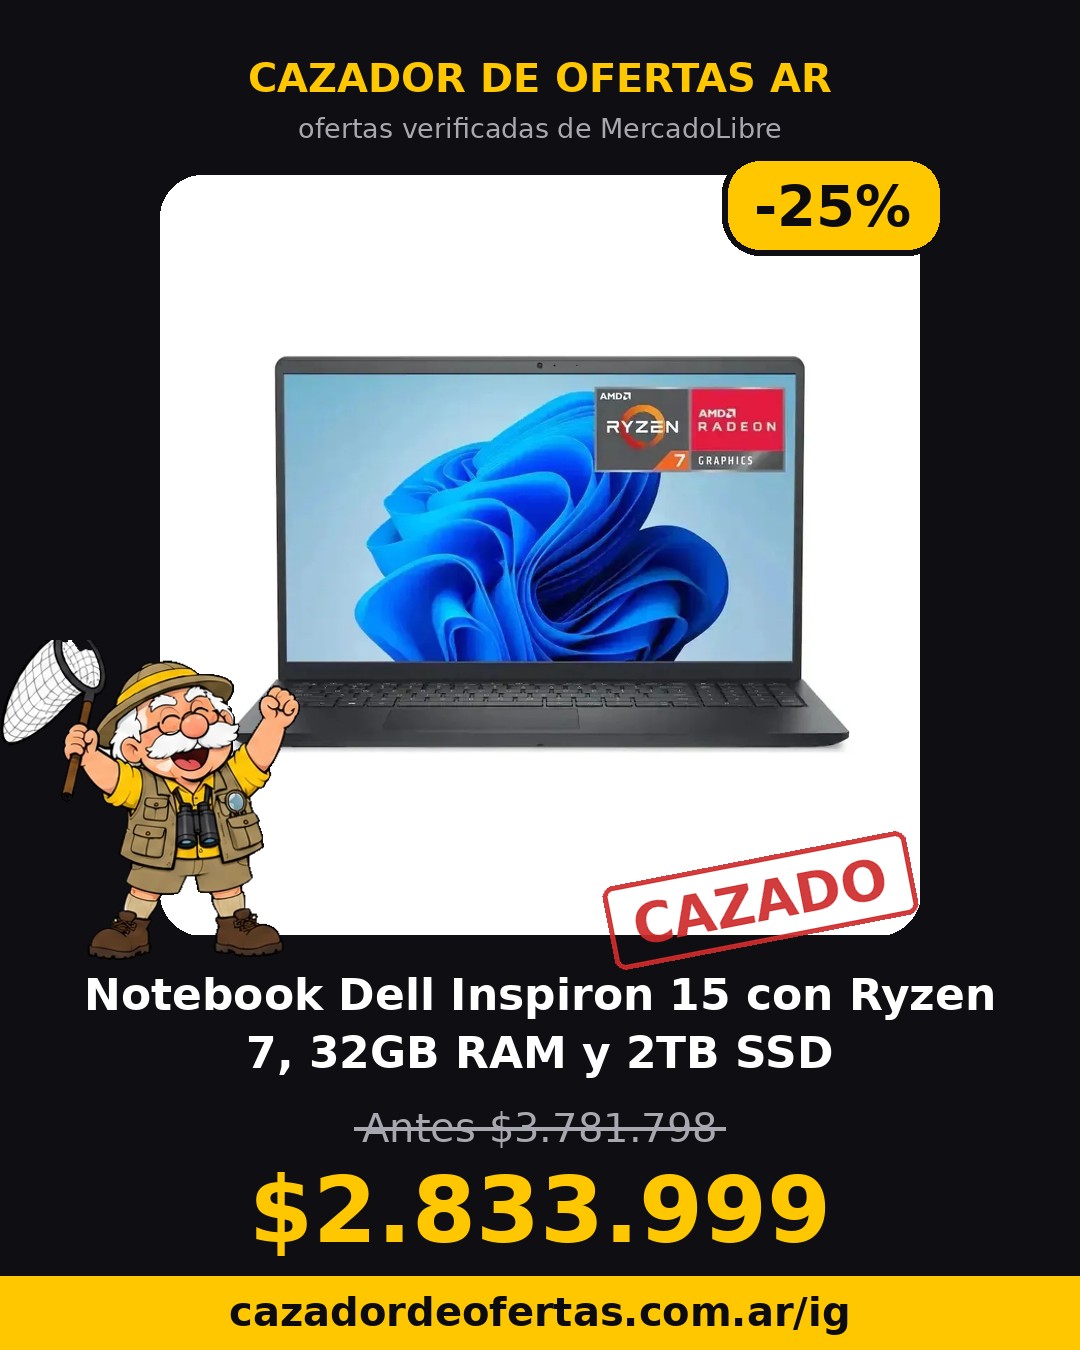 CAZADOR DE OFERTAS AR
ofertas verificadas de MercadoLibre
-25%
AMD
RYZEN
7
AMD
RADEON
GRAPHICS
CAZADO
Notebook Dell Inspiron 15 con Ryzen
7, 32GB RAM y 2TB SSD
Antes $3.781.798
$2.833.999
cazadordeofertas.com.ar/ig